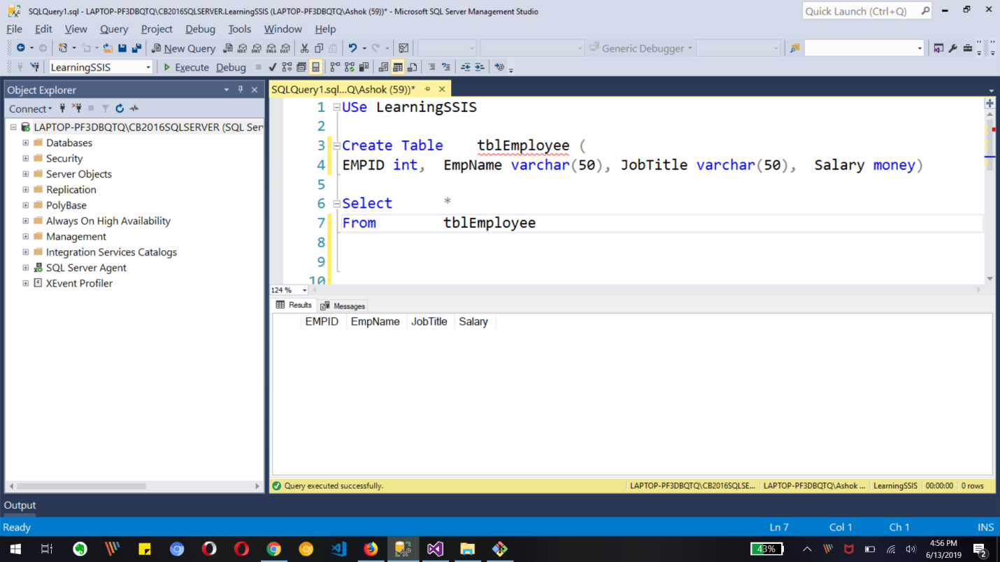 SQLQuery1.sql - LAPTOP-PF3DBQTQ\CB2016SQLSERVER.LearningSSIS (LAPTOP-PF3DBQTQ\Ashok (59))* - Microsoft SQL Server Management Studio
Quick Launch (Ctrl+Q)
File Edit View Query Project Debug Tools Window Help
New Query
Generic Debugger
LearningSSIS
Execute Debug
Object Explorer
SQLQuery1.sql...Q\Ashok (59))*
Connect
LAPTOP-PF3DBQTQ\CB2016SQLSERVER (SQL Ser
Databases
Security
Server Objects
Replication
PolyBase
Always On High Availability
Management
Integration Services Catalogs
SQL Server Agent
XEvent Profiler
1 USe LearningSSIS
2
3 Create Table tblEmployee (
4 EMPID int, EmpName varchar(50), JobTitle varchar(50), Salary money)
5
6 Select *
7 From tblEmployee
8
9
10
124 %
Results Messages
EMPID EmpName JobTitle Salary
Query executed successfully.
LAPTOP-PF3DBQTQ\CB2016SQLSE... LAPTOP-PF3DBQTQ\Ashok ... LearningSSIS 00:00:00 0 rows
Output
Ready
Ln 7 Col 1 Ch 1 INS
43%
4:56 PM
6/13/2019
2